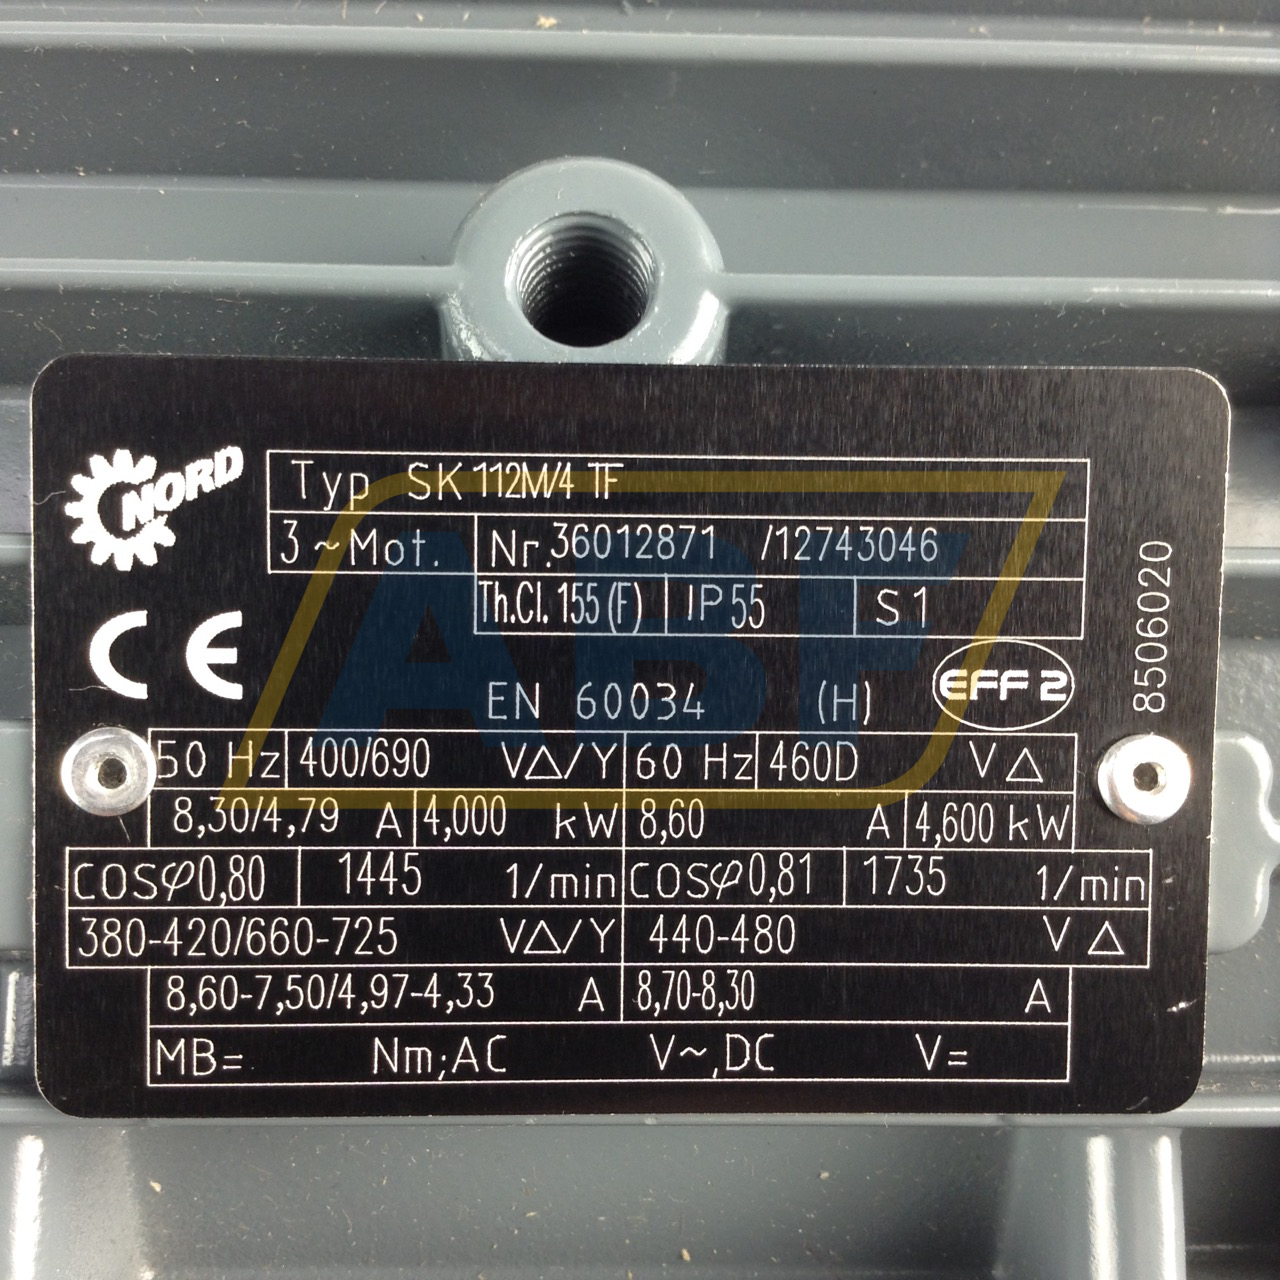 NORD
Typ SK 112M/4 TF
3~Mot. Nr.36012871 /12743046
Th.Cl. 155 (F) IP55 S1
CE EN 60034 (H) EFF 2
8506020
50 Hz 400/690 V△/Y 60 Hz 460D V△
8,30/4,79 A 4,000 kW 8,60 A 4,600 kW
COSφ0,80 1445 1/min COSφ0,81 1735 1/min
380-420/660-725 V△/Y 440-480 V△
8,60-7,50/4,97-4,33 A 8,70-8,30 A
MB= Nm;AC V~,DC V=
ABF